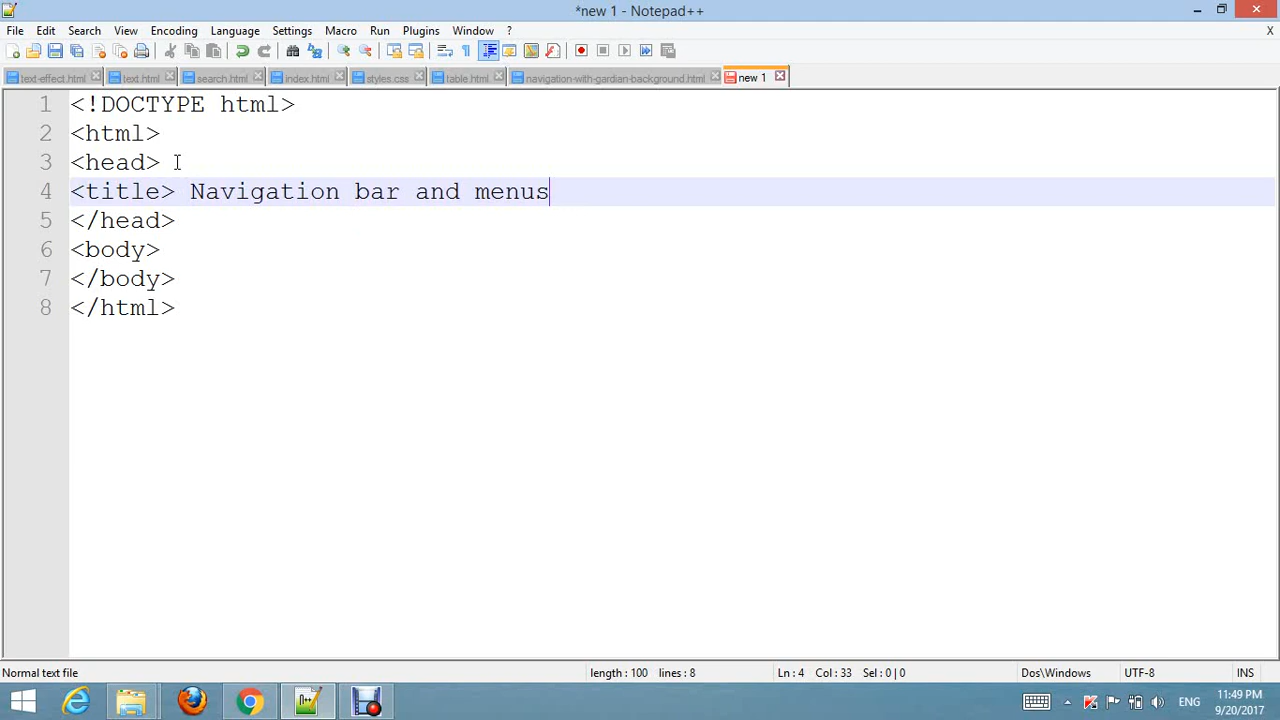 *new 1 - Notepad++
File Edit Search View Encoding Language Settings Macro Run Plugins Window ? X
text-effect.html text.html search.html index.html styles.css table.html navigation-with-gardian-background.html new 1
1 <!DOCTYPE html>
2 <html>
3 <head>
4 <title> Navigation bar and menus
5 </head>
6 <body>
7 </body>
8 </html>
Normal text file length : 100 lines : 8 Ln : 4 Col : 33 Sel : 0 | 0 Dos\Windows UTF-8 INS
ENG 11:49 PM
9/20/2017